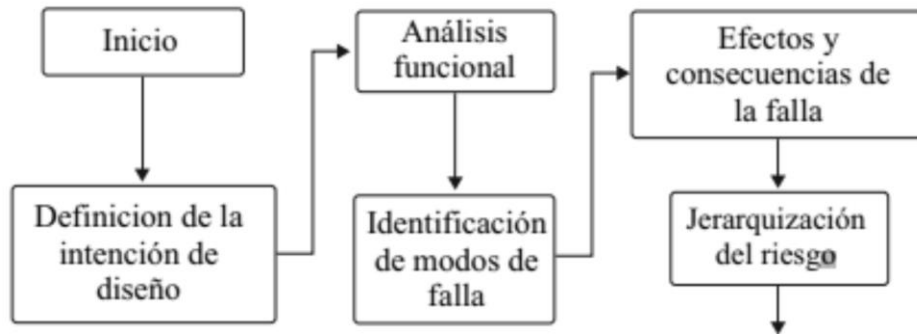 Inicio
Definicion de la
intención de
diseño
Análisis
funcional
Identificación
de modos de
falla
Efectos y
consecuencias de
la falla
Jerarquización
del riesgo